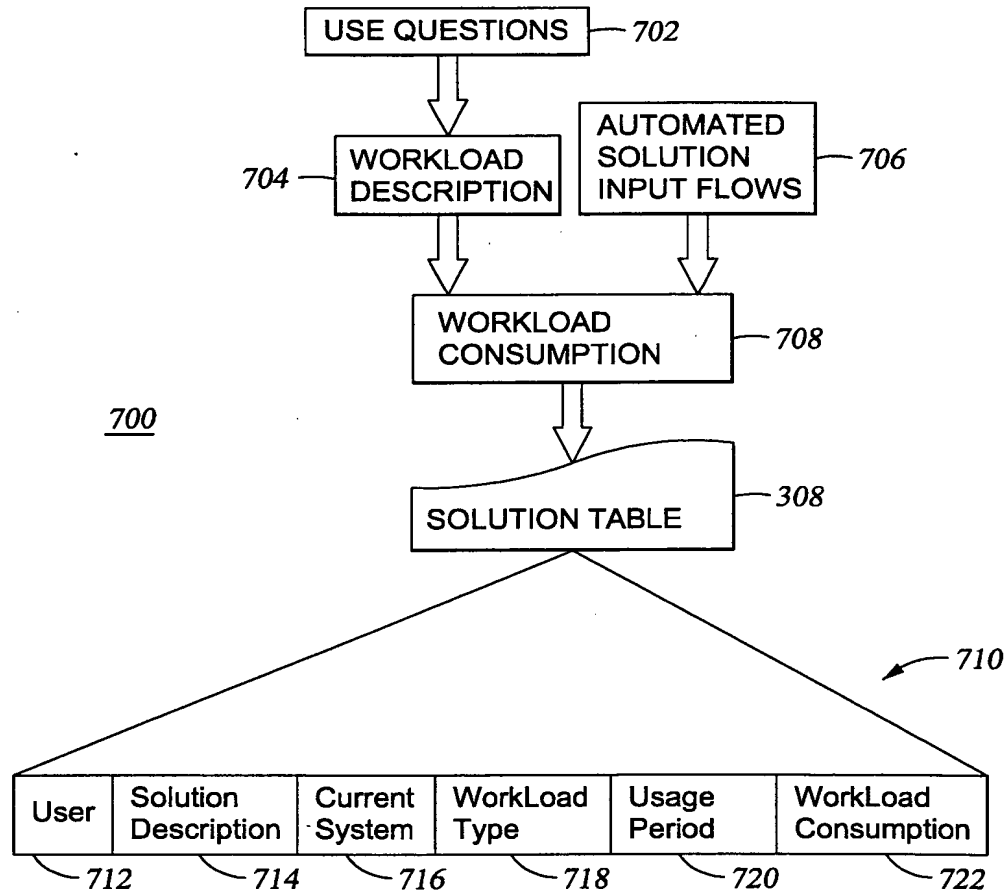 USE QUESTIONS
702
WORKLOAD
DESCRIPTION
704
AUTOMATED
SOLUTION
INPUT FLOWS
706
WORKLOAD
CONSUMPTION
708
700
SOLUTION TABLE
308
710
User
Solution
Description
Current
System
WorkLoad
Type
Usage
Period
WorkLoad
Consumption
712
714
716
718
720
722